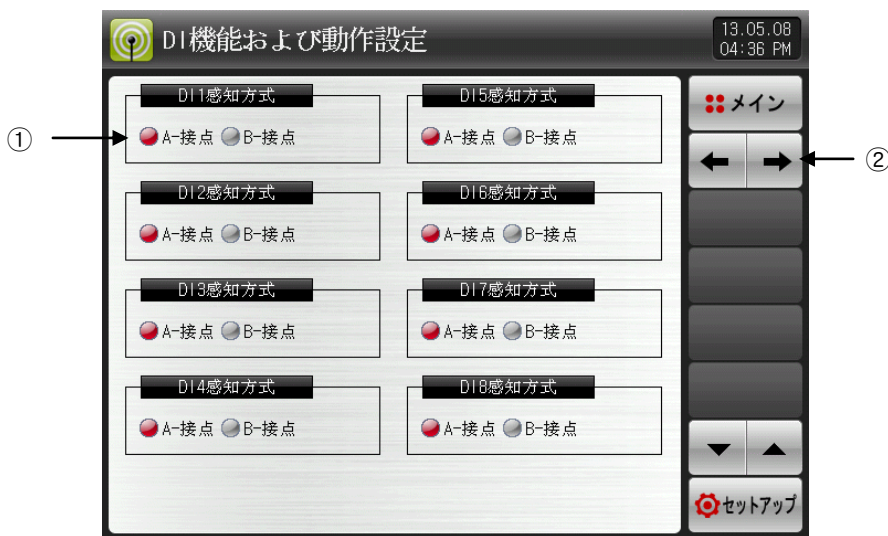 DI機能および動作設定
13.05.08
04:36 PM
DI1感知方式
A-接点 B-接点
DI5感知方式
A-接点 B-接点
DI2感知方式
A-接点 B-接点
DI6感知方式
A-接点 B-接点
DI3感知方式
A-接点 B-接点
DI7感知方式
A-接点 B-接点
DI4感知方式
A-接点 B-接点
DI8感知方式
A-接点 B-接点
メイン
セットアップ
①
②